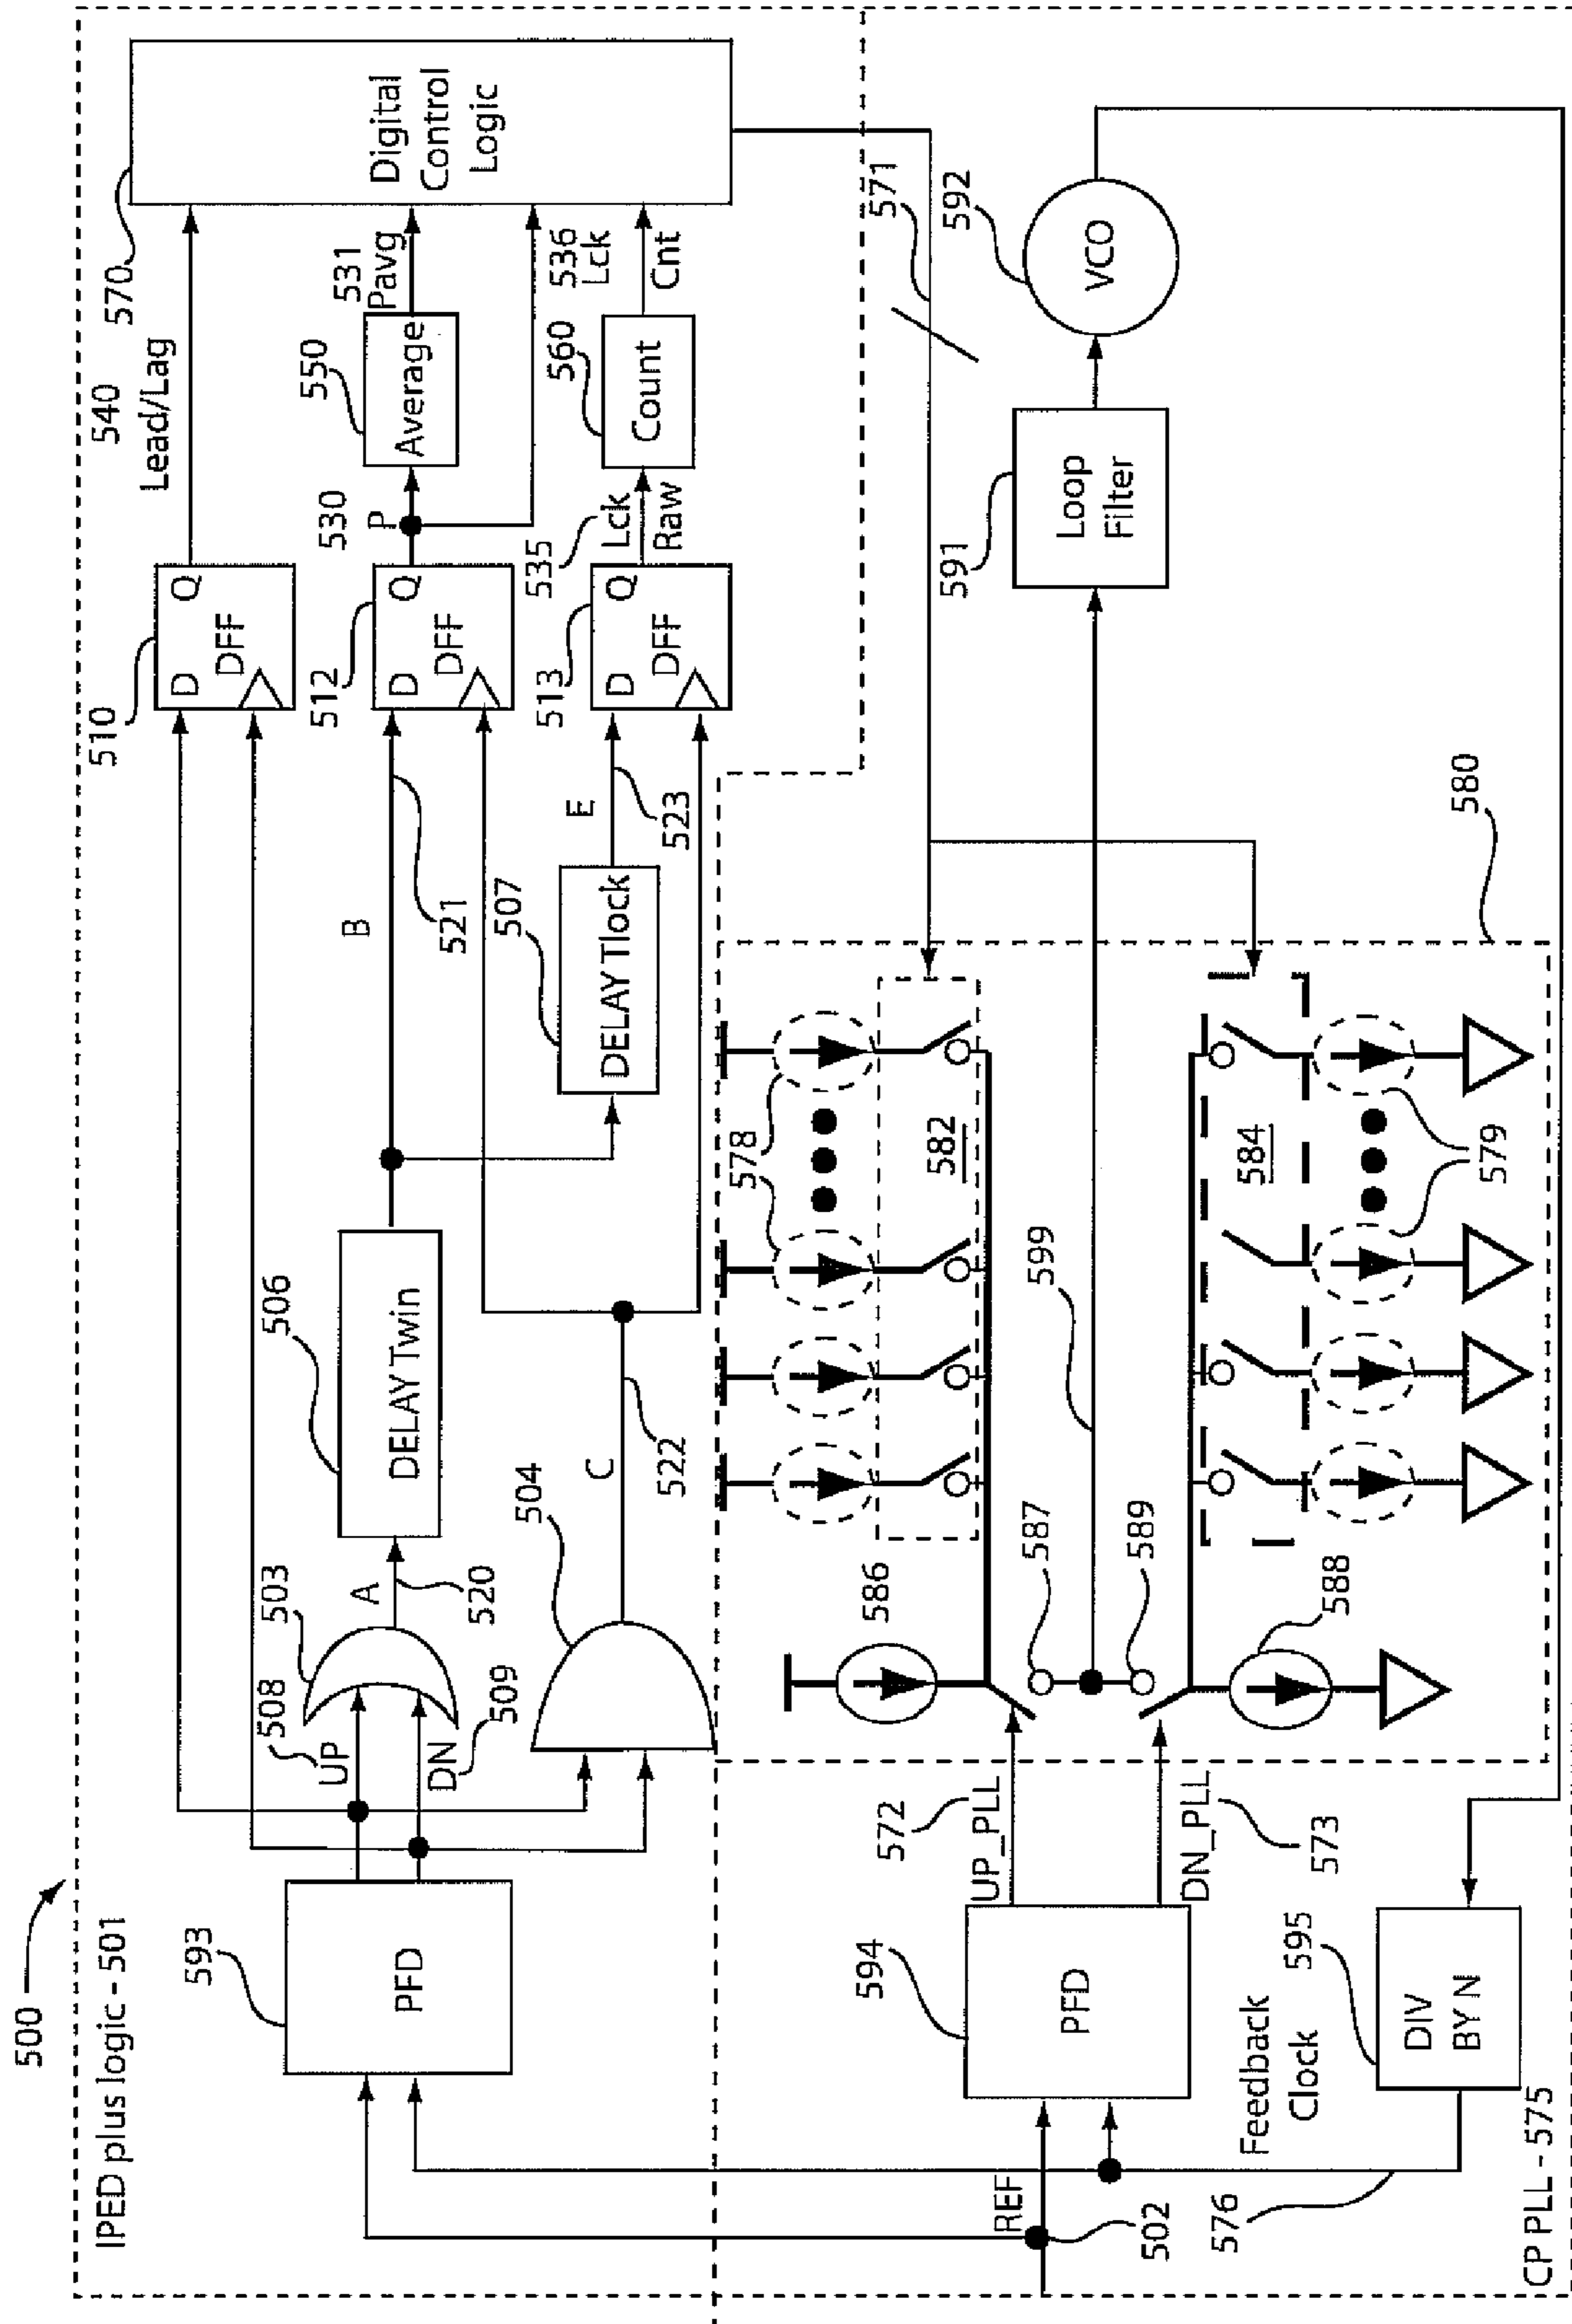 500
IPED plus logic - 501
593
PFD
508
UP
DN
509
503
A
520
504
506
DELAY Twin
C
522
B
521
507
DELAY Tlock
E
523
510
D Q
DFF
512
D Q
DFF
513
D Q
DFF
540
Lead/Lag
530
P
535
Lck
Raw
550
Average
531
Pavg
560
Count
536
Lck
Cnt
570
Digital
Control
Logic
571
REF
502
594
PFD
572
UP_PLL
DN_PLL
573
586
587
589
588
578
582
599
584
579
580
591
Loop
Filter
592
VCO
Feedback
Clock
595
DIV
BY N
576
CP PLL - 575